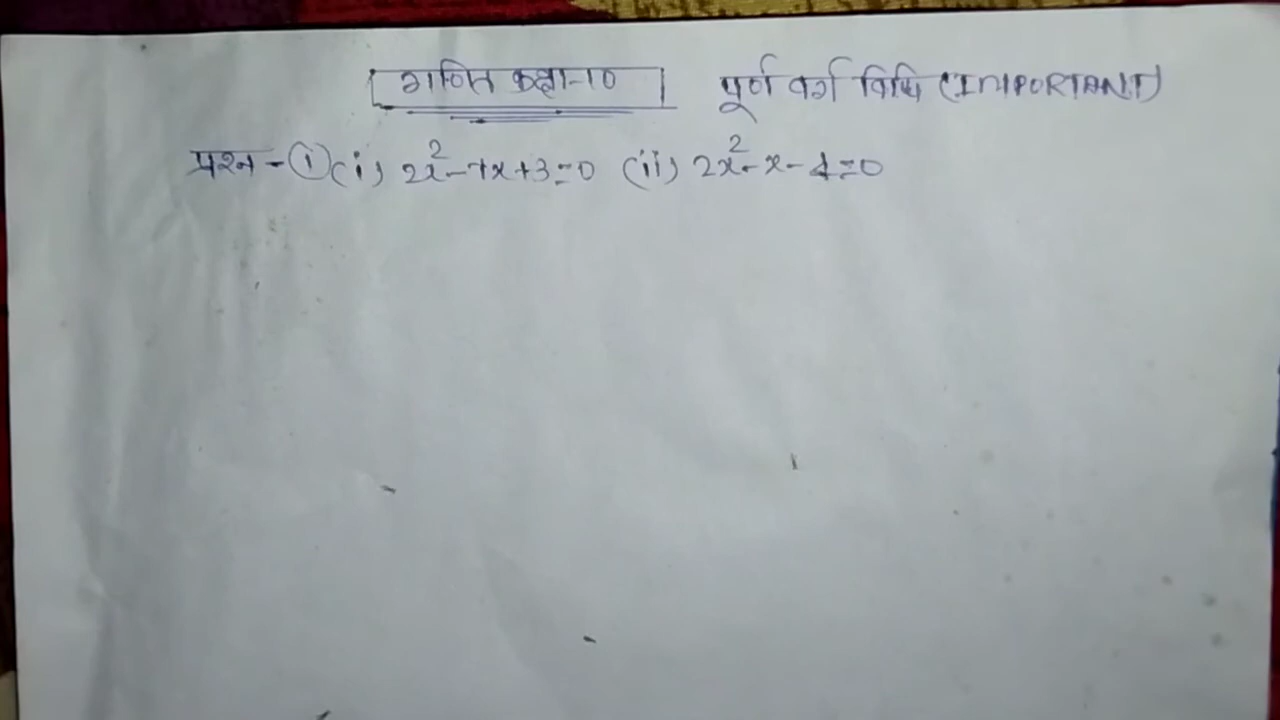 गणित कक्षा-10 पूर्ण वर्ग विधि (IMPORTANT)
प्रश्न - ① (i) 2x² - 7x + 3 = 0 (ii) 2x² - x - 4 = 0